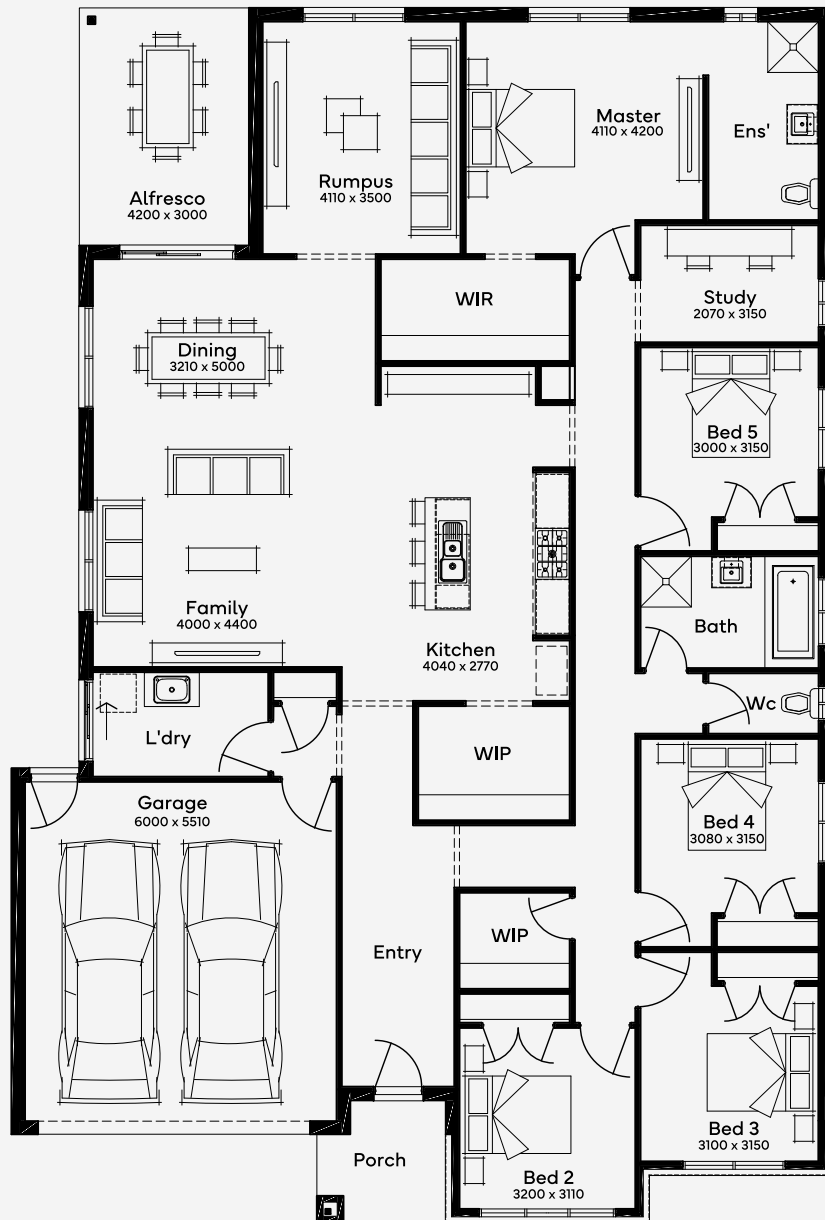 Alfresco
4200 x 3000
Rumpus
4110 x 3500
Master
4110 x 4200
Ens'
WIR
Study
2070 x 3150
Dining
3210 x 5000
Bed 5
3000 x 3150
Family
4000 x 4400
Kitchen
4040 x 2770
Bath
Wc
L'dry
WIP
Garage
6000 x 5510
Bed 4
3080 x 3150
Entry
WIP
Bed 3
3100 x 3150
Porch
Bed 2
3200 x 3110